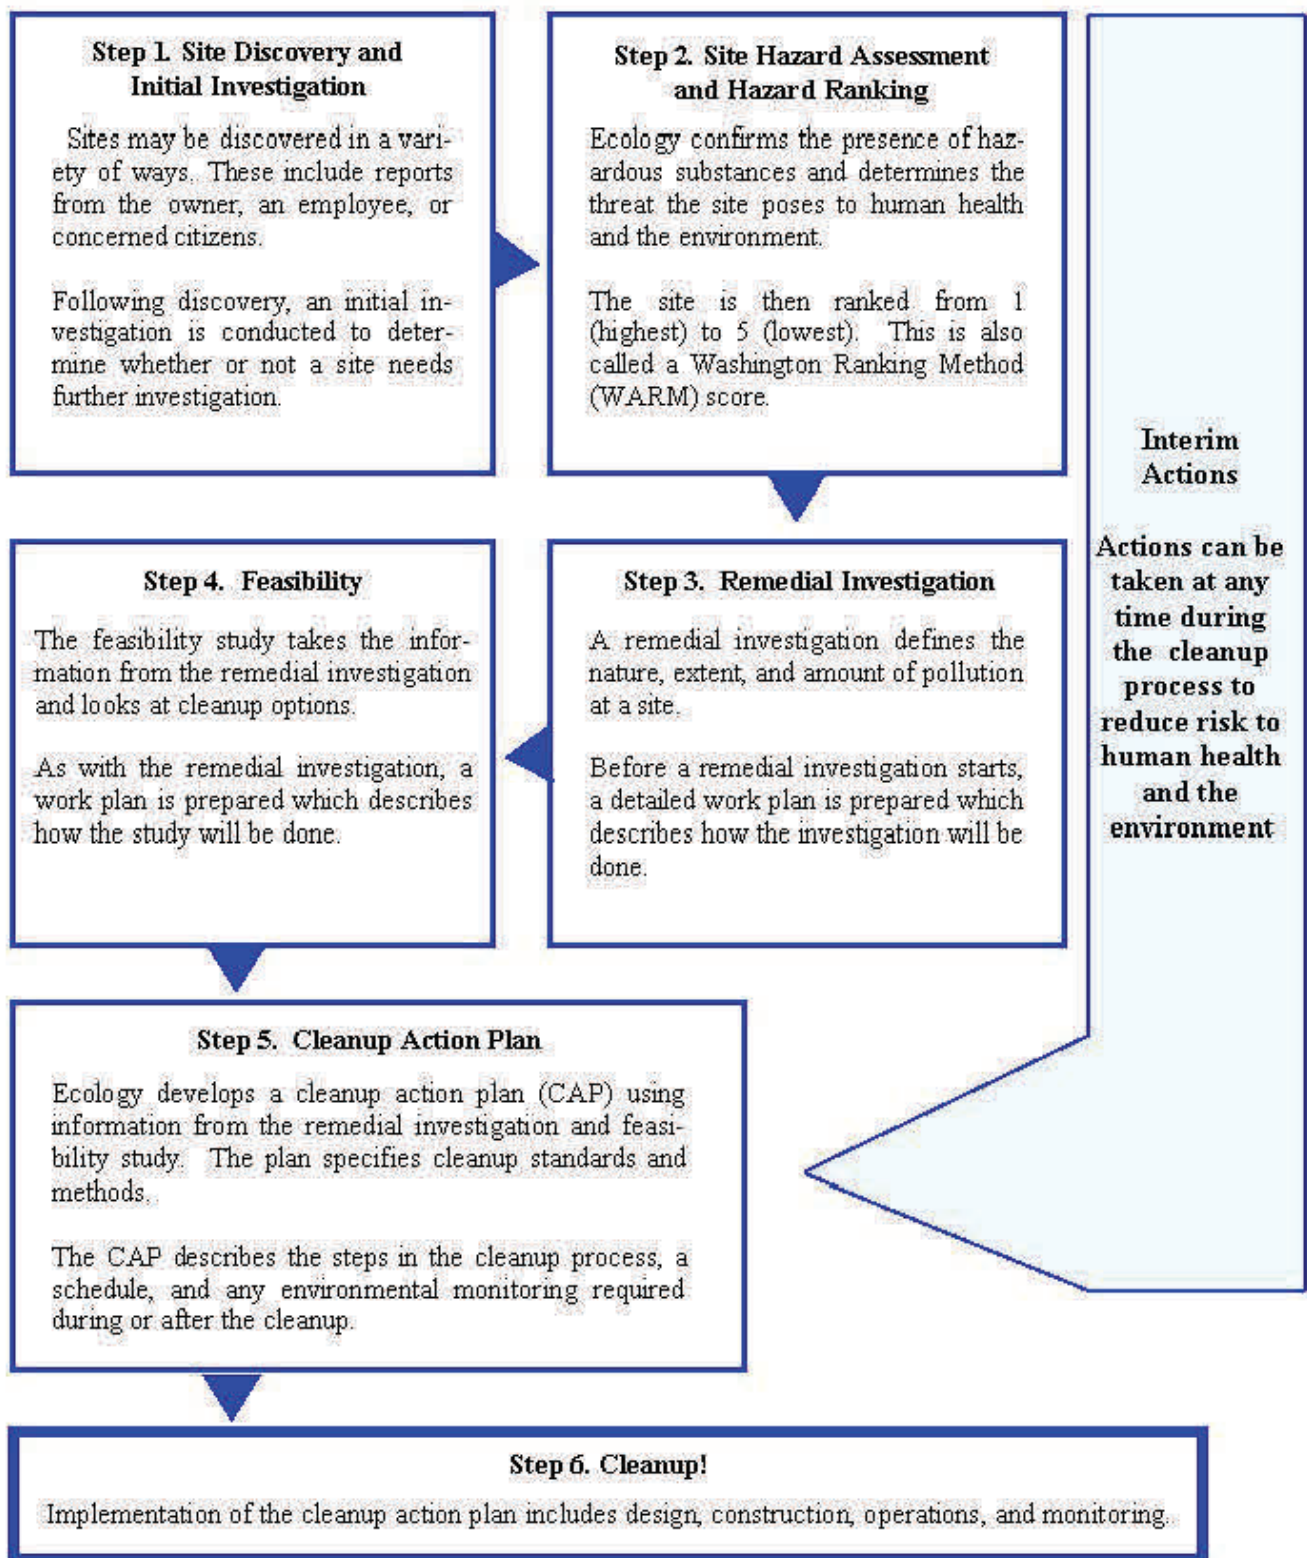 Step 1. Site Discovery and
Initial Investigation
Sites may be discovered in a vari-
ety of ways. These include reports
from the owner, an employee, or
concerned citizens.
Following discovery, an initial in-
vestigation is conducted to deter-
mine whether or not a site needs
further investigation.
Step 2. Site Hazard Assessment
and Hazard Ranking
Ecology confirms the presence of haz-
ardous substances and determines the
threat the site poses to human health
and the environment.
The site is then ranked from 1
(highest) to 5 (lowest). This is also
called a Washington Ranking Method
(WARM) score.
Step 3. Remedial Investigation
A remedial investigation defines the
nature, extent, and amount of pollution
at a site.
Before a remedial investigation starts,
a detailed work plan is prepared which
describes how the investigation will be
done.
Step 4. Feasibility
The feasibility study takes the infor-
mation from the remedial investigation
and looks at cleanup options.
As with the remedial investigation, a
work plan is prepared which describes
how the study will be done.
Step 5. Cleanup Action Plan
Ecology develops a cleanup action plan (CAP) using
information from the remedial investigation and feasi-
bility study. The plan specifies cleanup standards and
methods.
The CAP describes the steps in the cleanup process, a
schedule, and any environmental monitoring required
during or after the cleanup.
Step 6. Cleanup!
Implementation of the cleanup action plan includes design, construction, operations, and monitoring.
Interim
Actions
Actions can be
taken at any
time during
the cleanup
process to
reduce risk to
human health
and the
environment